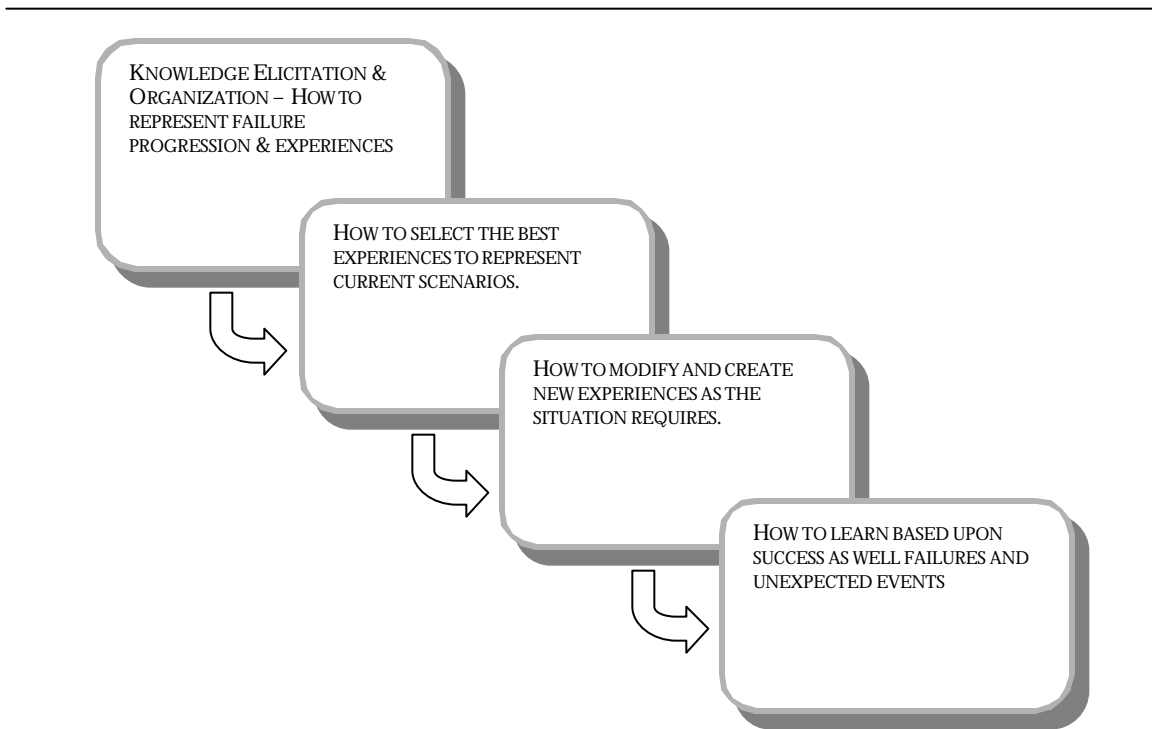 KNOWLEDGE ELICITATION &
ORGANIZATION – HOW TO
REPRESENT FAILURE
PROGRESSION & EXPERIENCES
HOW TO SELECT THE BEST
EXPERIENCES TO REPRESENT
CURRENT SCENARIOS.
HOW TO MODIFY AND CREATE
NEW EXPERIENCES AS THE
SITUATION REQUIRES.
HOW TO LEARN BASED UPON
SUCCESS AS WELL FAILURES AND
UNEXPECTED EVENTS